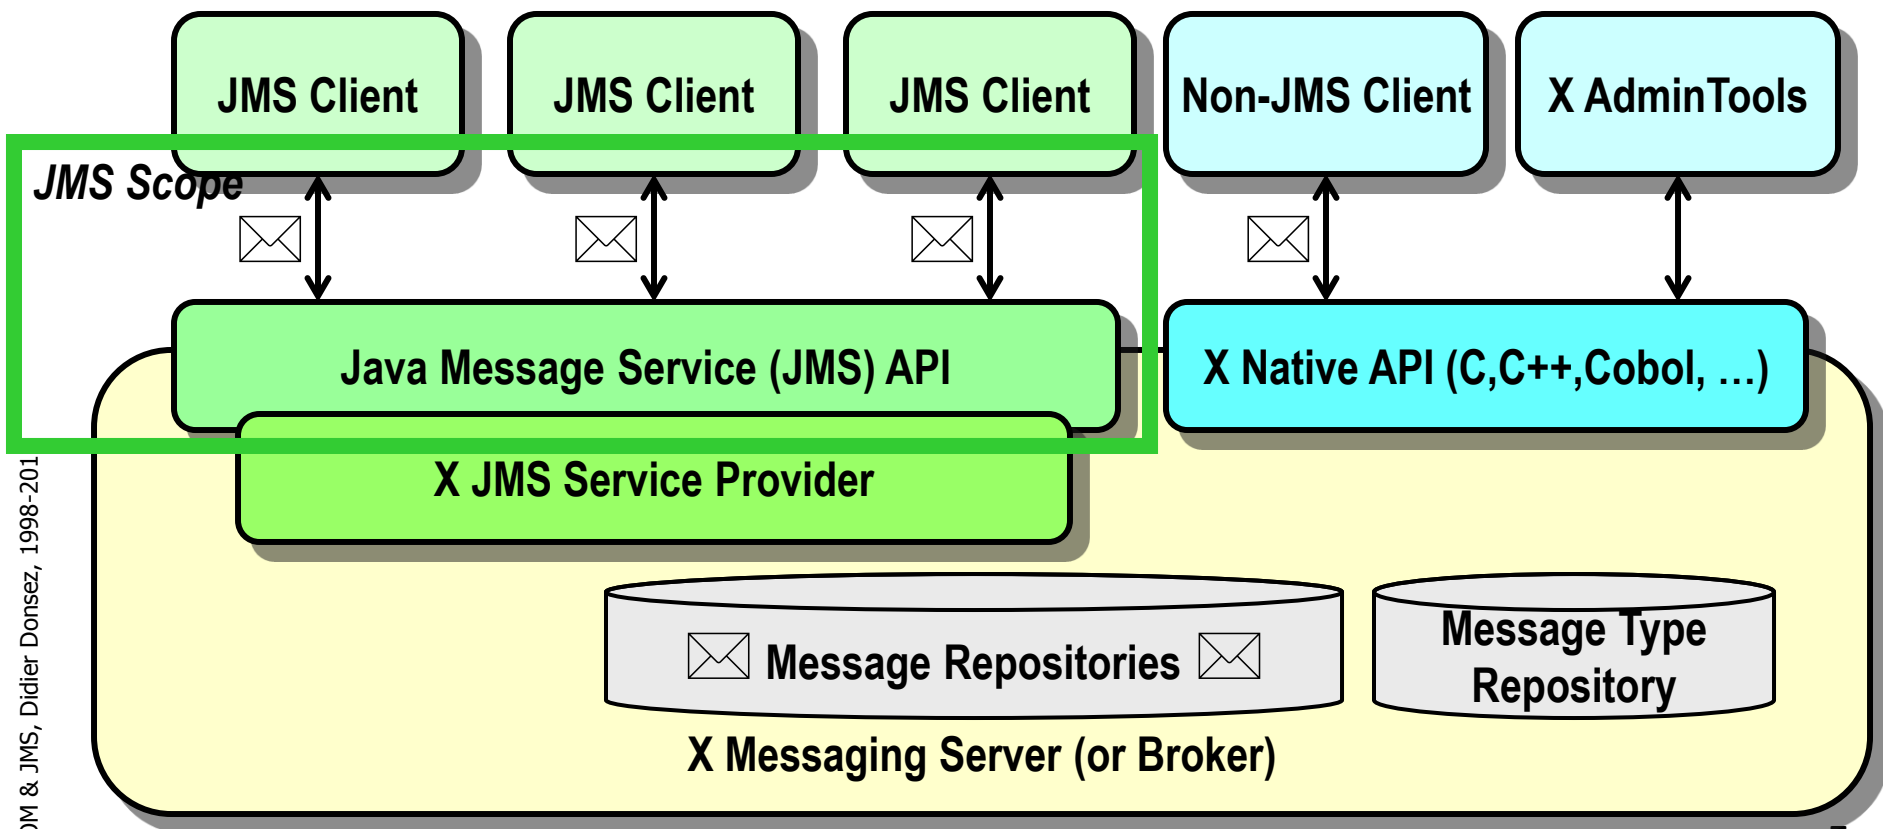 JMS Client
JMS Client
JMS Client
Non-JMS Client
X AdminTools
JMS Scope
Java Message Service (JMS) API
X Native API (C,C++,Cobol, …)
X JMS Service Provider
Message Repositories
Message Type
Repository
X Messaging Server (or Broker)
& JMS, Didier Donsez, 1998-201